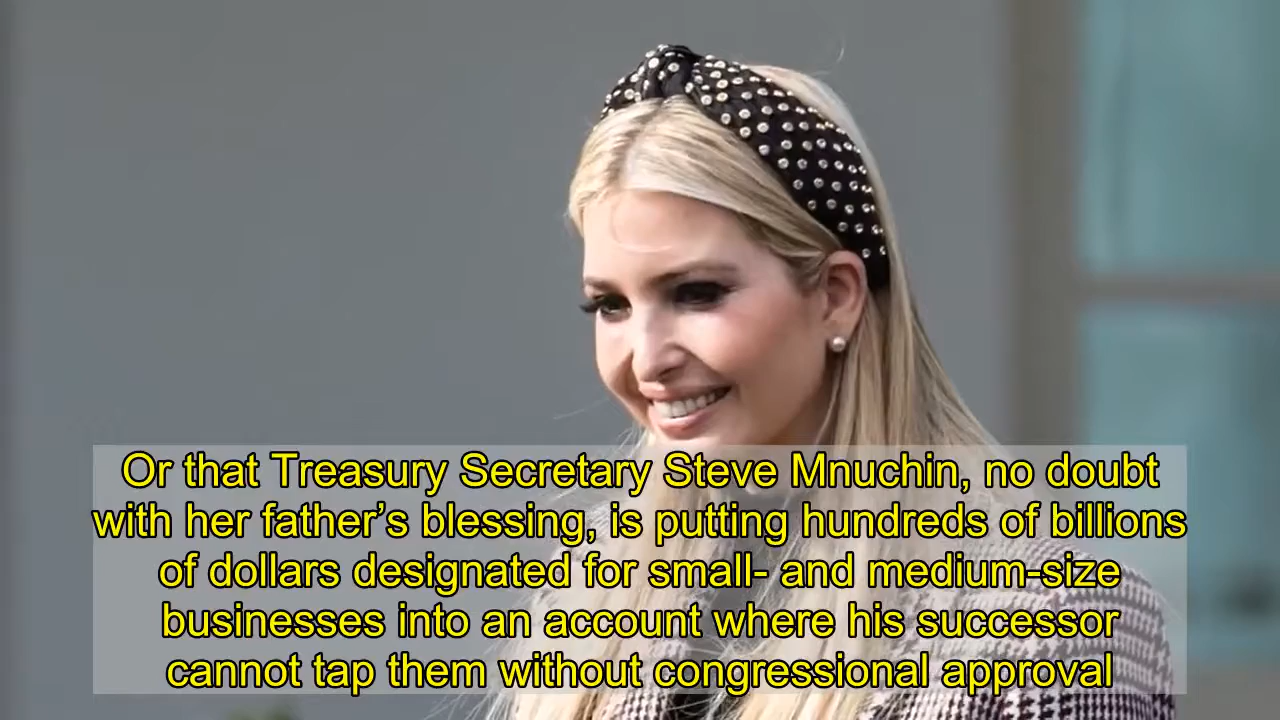 Or that Treasury Secretary Steve Mnuchin, no doubt
with her father’s blessing, is putting hundreds of billions
of dollars designated for small- and medium-size
businesses into an account where his successor
cannot tap them without congressional approval